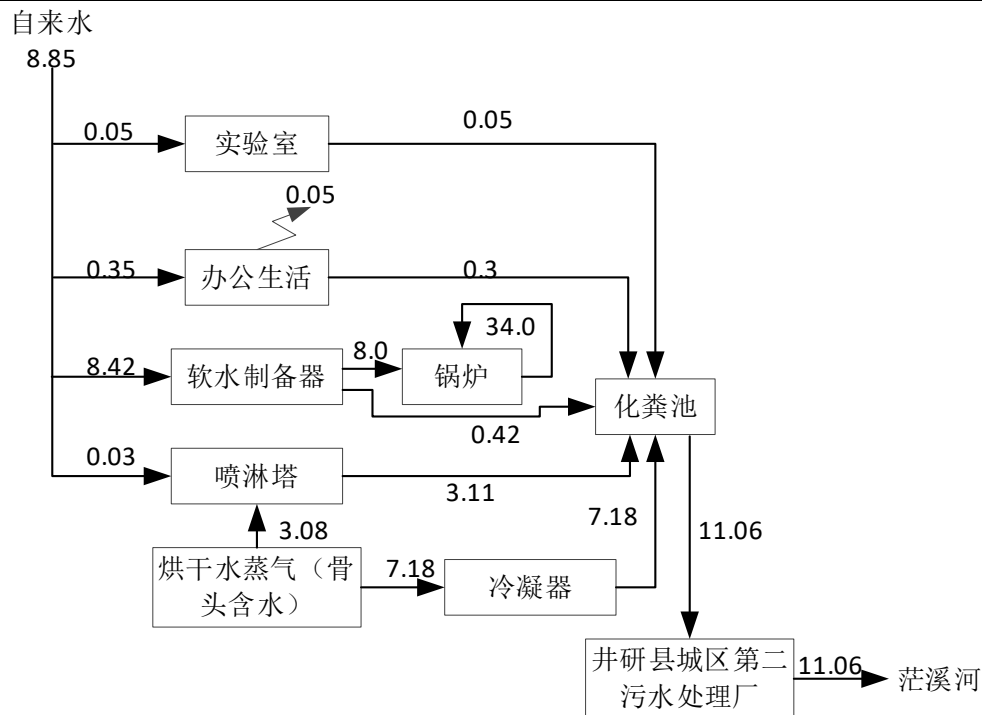 自来水
8.85
0.05
实验室
0.05
0.05
0.35
办公生活
0.3
34.0
8.42
软水制备器
8.0
锅炉
化粪池
0.42
0.03
喷淋塔
3.11
7.18
11.06
3.08
烘干水蒸气（骨
头含水）
7.18
冷凝器
井研县城区第二
污水处理厂
11.06
茫溪河